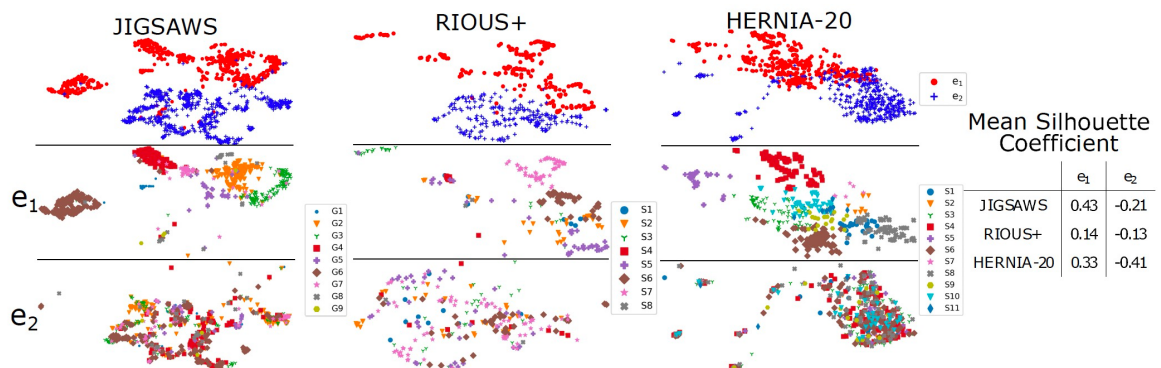 JIGSAWS
RIOUS+
HERNIA-20
e₁
e₂
Mean Silhouette
Coefficient
e₁ e₂
JIGSAWS 0.43 -0.21
RIOUS+ 0.14 -0.13
HERNIA-20 0.33 -0.41
e₁
G1
G2
G3
G4
G5
G6
G7
G8
G9
S1
S2
S3
S4
S5
S6
S7
S8
S1
S2
S3
S4
S5
S6
S7
S8
S9
S10
S11
e₂